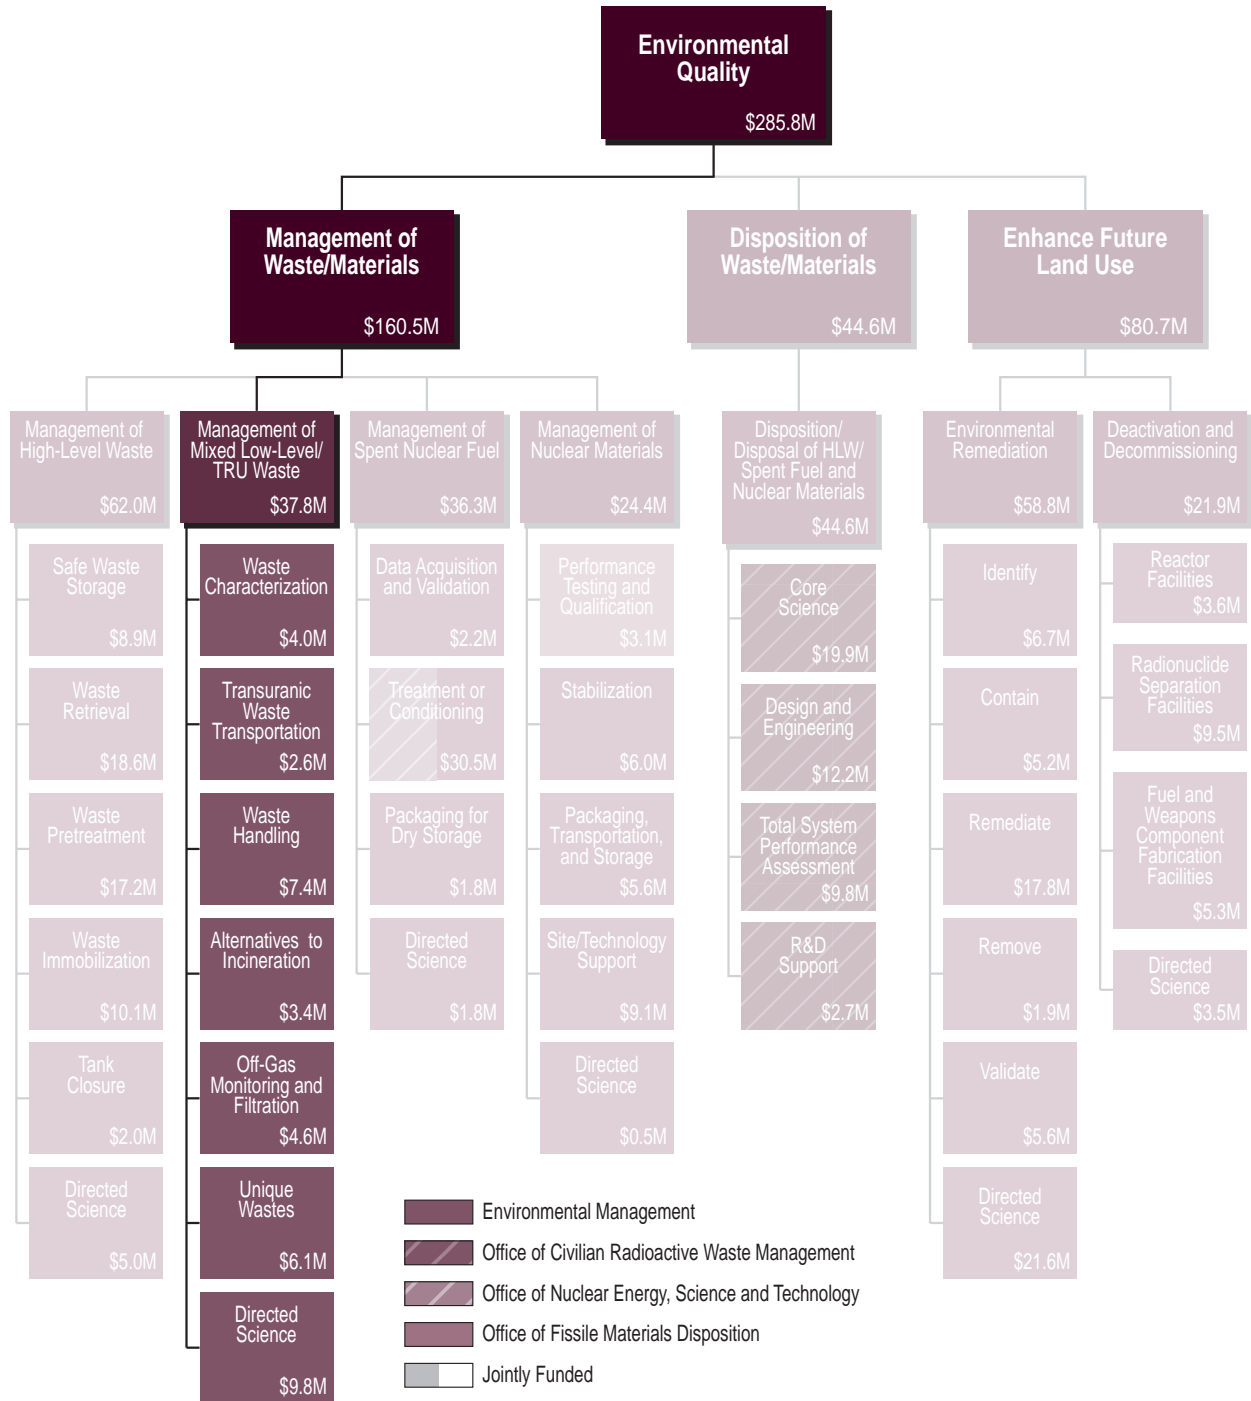 Environmental
Quality
$285.8M
Management of
Waste/Materials
$160.5M
Disposition of
Waste/Materials
$44.6M
Enhance Future
Land Use
$80.7M
Management of
High-Level Waste
$62.0M
Management of
Mixed Low-Level/
TRU Waste
$37.8M
Management of
Spent Nuclear Fuel
$36.3M
Management of
Nuclear Materials
$24.4M
Disposition/
Disposal of HLW/
Spent Fuel and
Nuclear Materials
$44.6M
Environmental
Remediation
$58.8M
Deactivation and
Decommissioning
$21.9M
Safe Waste
Storage
$8.9M
Waste
Retrieval
$18.6M
Waste
Pretreatment
$17.2M
Waste
Immobilization
$10.1M
Tank
Closure
$2.0M
Directed
Science
$5.0M
Waste
Characterization
$4.0M
Transuranic
Waste
Transportation
$2.6M
Waste
Handling
$7.4M
Alternatives to
Incineration
$3.4M
Off-Gas
Monitoring and
Filtration
$4.6M
Unique
Wastes
$6.1M
Directed
Science
$9.8M
Data Acquisition
and Validation
$2.2M
Treatment or
Conditioning
$30.5M
Packaging for
Dry Storage
$1.8M
Directed
Science
$1.8M
Performance
Testing and
Qualification
$3.1M
Stabilization
$6.0M
Packaging,
Transportation,
and Storage
$5.6M
Site/Technology
Support
$9.1M
Directed
Science
$0.5M
Core
Science
$19.9M
Design and
Engineering
$12.2M
Total System
Performance
Assessment
$9.8M
R&D
Support
$2.7M
Identify
$6.7M
Contain
$5.2M
Remediate
$17.8M
Remove
$1.9M
Validate
$5.6M
Directed
Science
$21.6M
Reactor
Facilities
$3.6M
Radionuclide
Separation
Facilities
$9.5M
Fuel and
Weapons
Component
Fabrication
Facilities
$5.3M
Directed
Science
$3.5M
Environmental Management
Office of Civilian Radioactive Waste Management
Office of Nuclear Energy, Science and Technology
Office of Fissile Materials Disposition
Jointly Funded